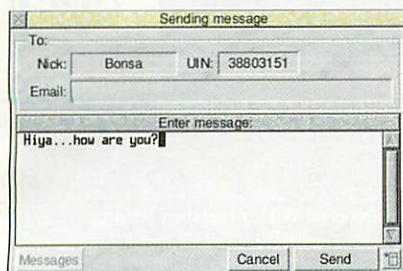 Sending message
To:
Nick: Bonsa UIN: 38803151
Email:
Enter message:
Hiya...how are you?
Messages Cancel Send